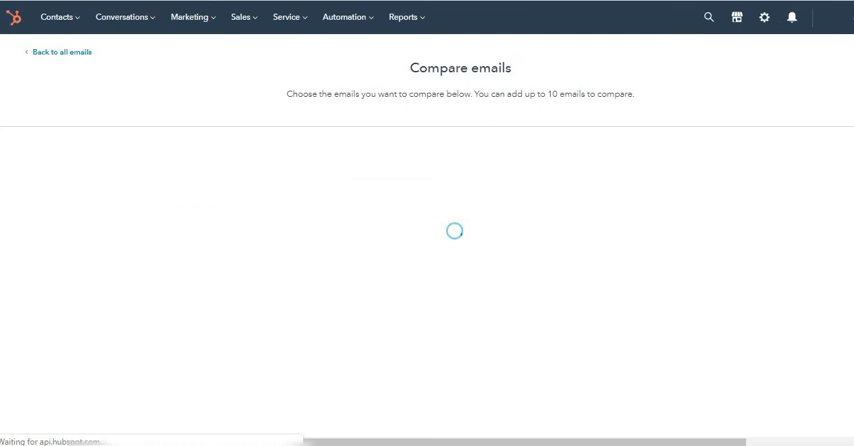 Contacts Conversations Marketing Sales Service Automation Reports
Back to all emails
Compare emails
Choose the emails you want to compare below. You can add up to 10 emails to compare.
Waiting for api.hubspot.com...